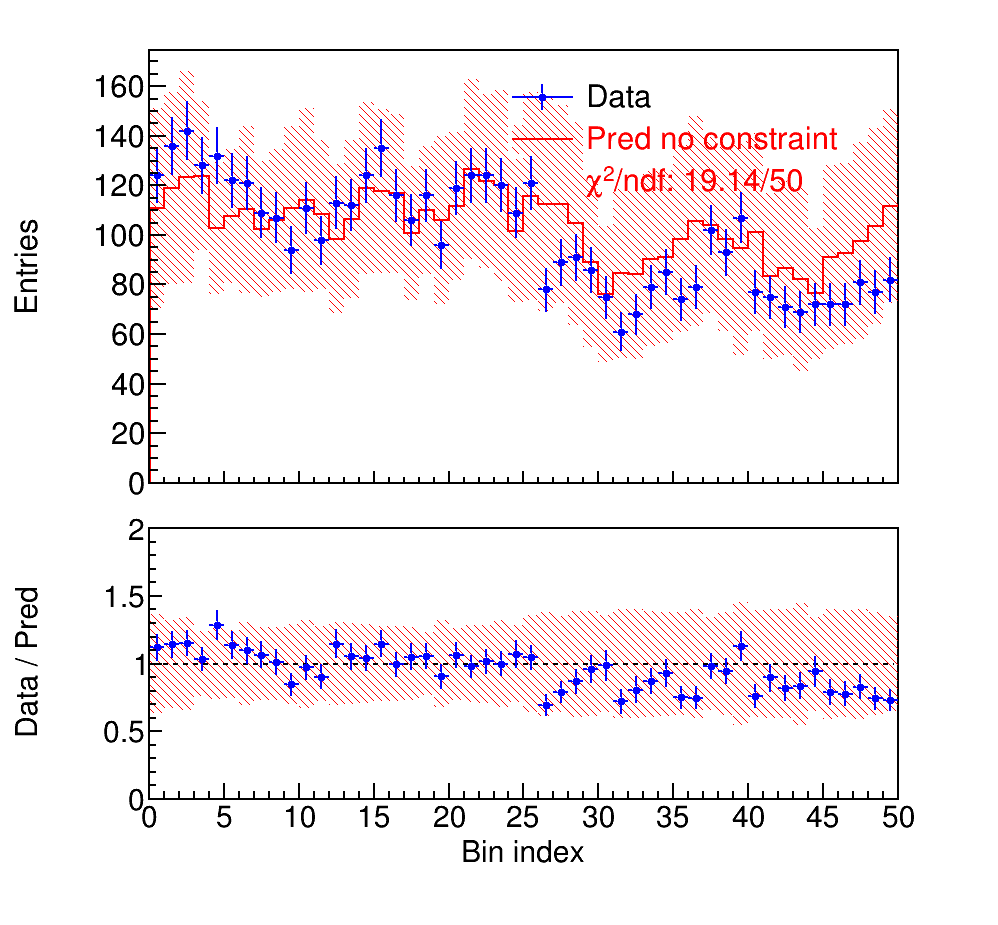 Entries
160
140
120
100
80
60
40
20
0
Data
Pred no constraint
χ²/ndf: 19.14/50
Data / Pred
2
1.5
1
0.5
0
0 5 10 15 20 25 30 35 40 45 50
Bin index